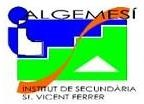 ALGEMESÍ
INSTITUT DE SECUNDÀRIA
ST. VICENT FERRER